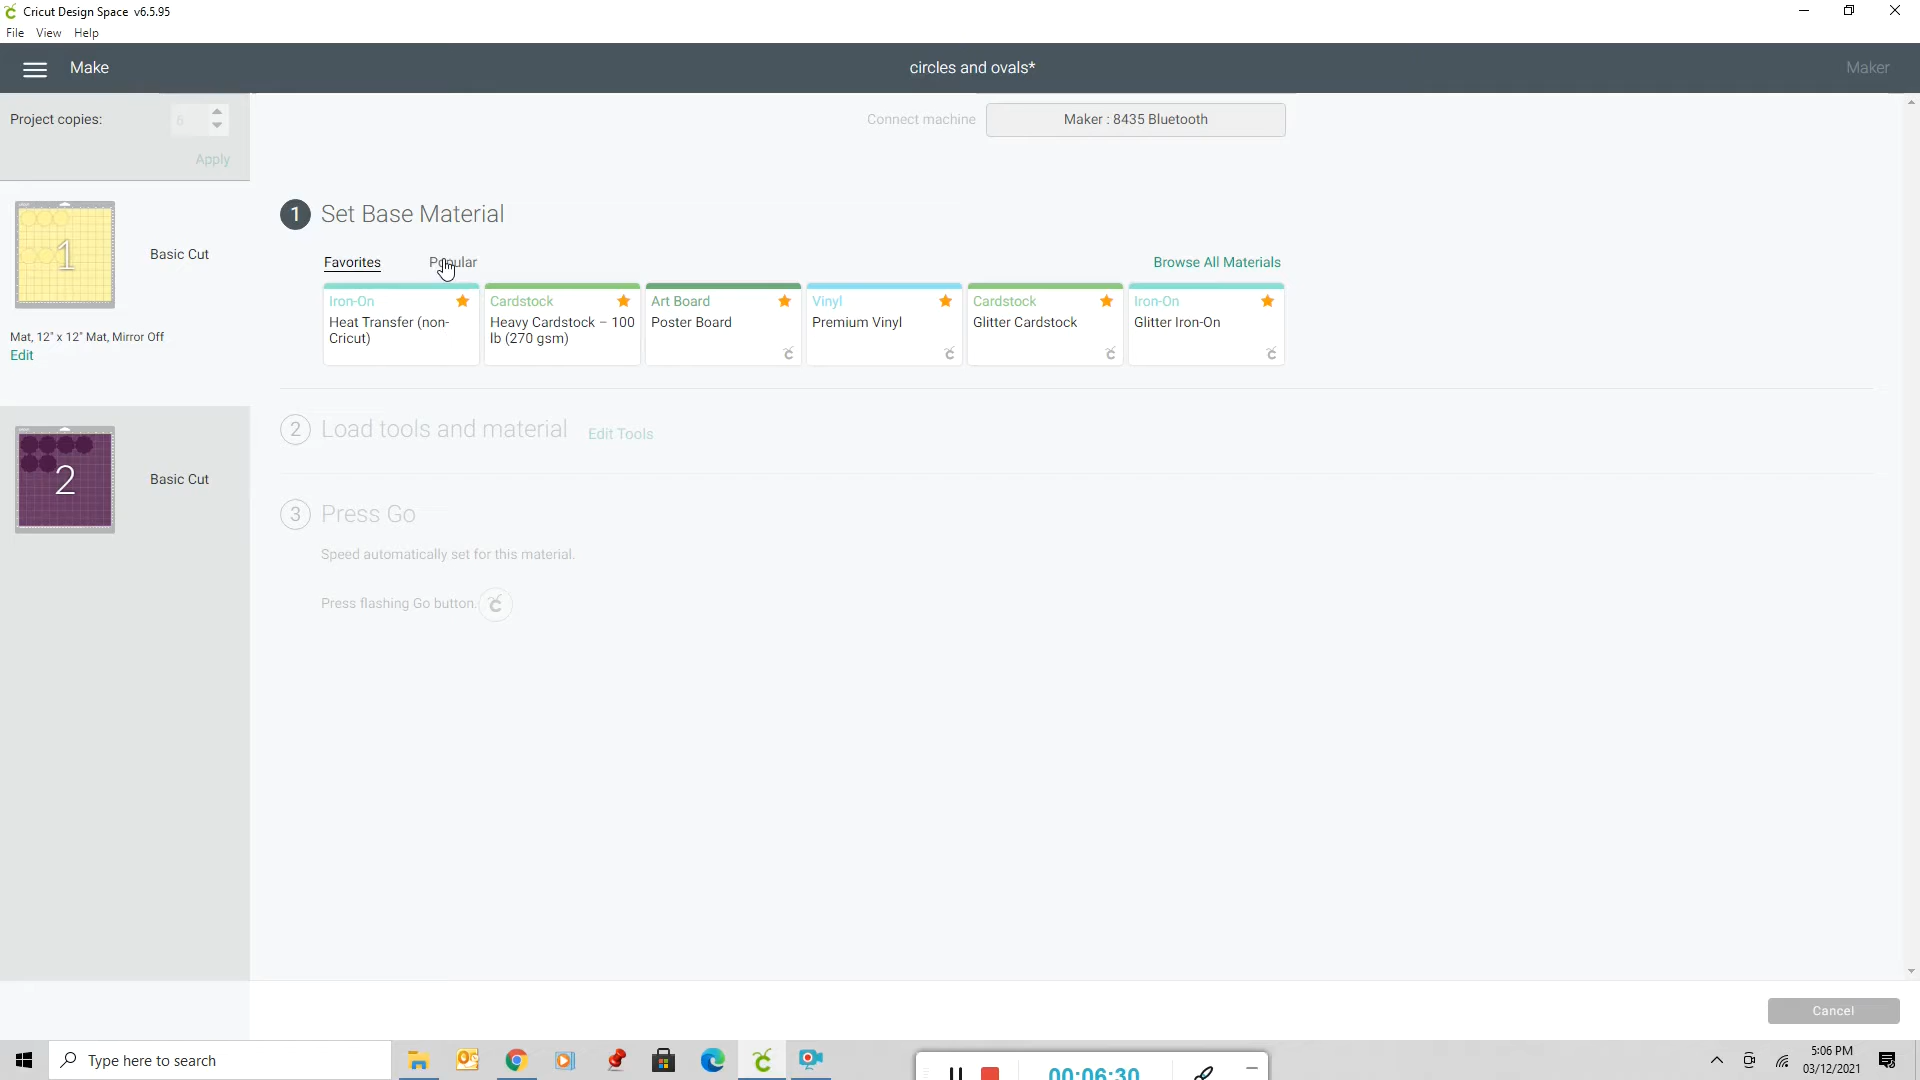 Cricut Design Space v6.5.95
File View Help
Make
circles and ovals*
Maker
Project copies:
6
Apply
Connect machine
Maker : 8435 Bluetooth
1 Set Base Material
Favorites
Popular
Browse All Materials
Iron-On
Heat Transfer (non-
Cricut)
Cardstock
Heavy Cardstock – 100
lb (270 gsm)
Art Board
Poster Board
Vinyl
Premium Vinyl
Cardstock
Glitter Cardstock
Iron-On
Glitter Iron-On
1
Basic Cut
Mat, 12" x 12" Mat, Mirror Off
Edit
2
Basic Cut
2 Load tools and material Edit Tools
3 Press Go
Speed automatically set for this material.
Press flashing Go button.
Cancel
Type here to search
00:06:30
5:06 PM
03/12/2021